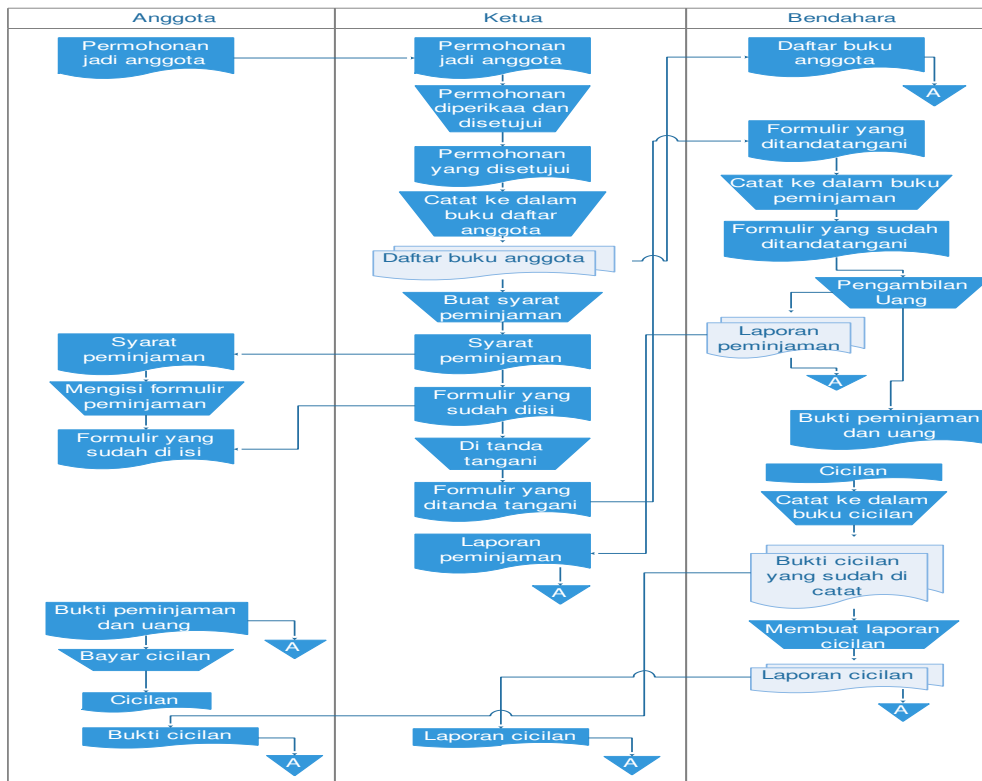 Anggota
Ketua
Bendahara
Permohonan
jadi anggota
Permohonan
jadi anggota
Daftar buku
anggota
A
Permohonan
diperikaa dan
disetujui
Formulir yang
ditandatangani
Permohonan
yang disetujui
Catat ke dalam buku
peminjaman
Catat ke dalam
buku daftar
anggota
Formulir yang sudah
ditandatangani
Daftar buku anggota
Pengambilan
Uang
Buat syarat
peminjaman
Laporan
peminjaman
A
Syarat
peminjaman
Syarat
peminjaman
Mengisi formulir
peminjaman
Formulir yang
sudah diisi
Bukti peminjaman
dan uang
Formulir yang
sudah di isi
Di tanda
tangani
Cicilan
Formulir yang
ditanda tangani
Catat ke dalam
buku cicilan
Laporan
peminjaman
A
Bukti cicilan
yang sudah di
catat
Bukti peminjaman
dan uang
A
Membuat laporan
cicilan
Bayar cicilan
Laporan cicilan
A
Cicilan
Bukti cicilan
A
Laporan cicilan
A